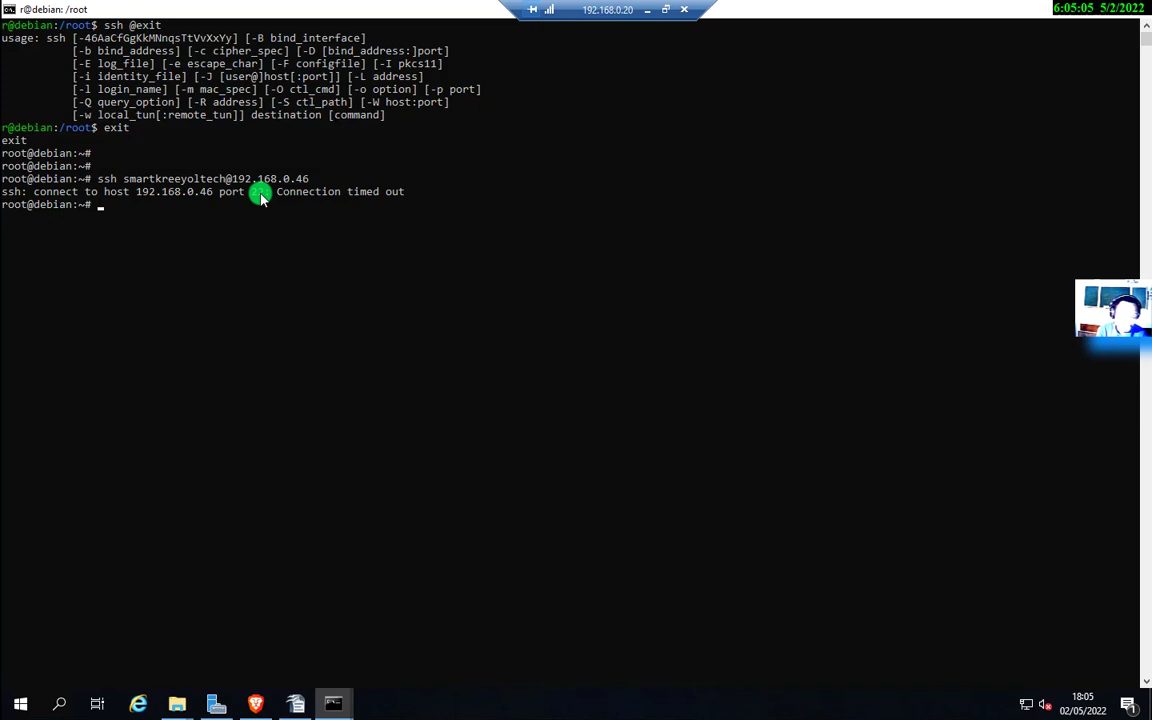 r@debian: /root
192.168.0.20
6:05:05 5/2/2022
r@debian:/root$ ssh @exit
usage: ssh [-46AaCfGgKkMNnqsTtVvXxYy] [-B bind_interface]
[-b bind_address] [-c cipher_spec] [-D [bind_address:]port]
[-E log_file] [-e escape_char] [-F configfile] [-I pkcs11]
[-i identity_file] [-J [user@]host[:port]] [-L address]
[-l login_name] [-m mac_spec] [-O ctl_cmd] [-o option] [-p port]
[-Q query_option] [-R address] [-S ctl_path] [-W host:port]
[-w local_tun[:remote_tun]] destination [command]
r@debian:/root$ exit
exit
root@debian:~#
root@debian:~#
root@debian:~# ssh smartkreeyoltech@192.168.0.46
ssh: connect to host 192.168.0.46 port 22: Connection timed out
root@debian:~#
18:05
02/05/2022
1